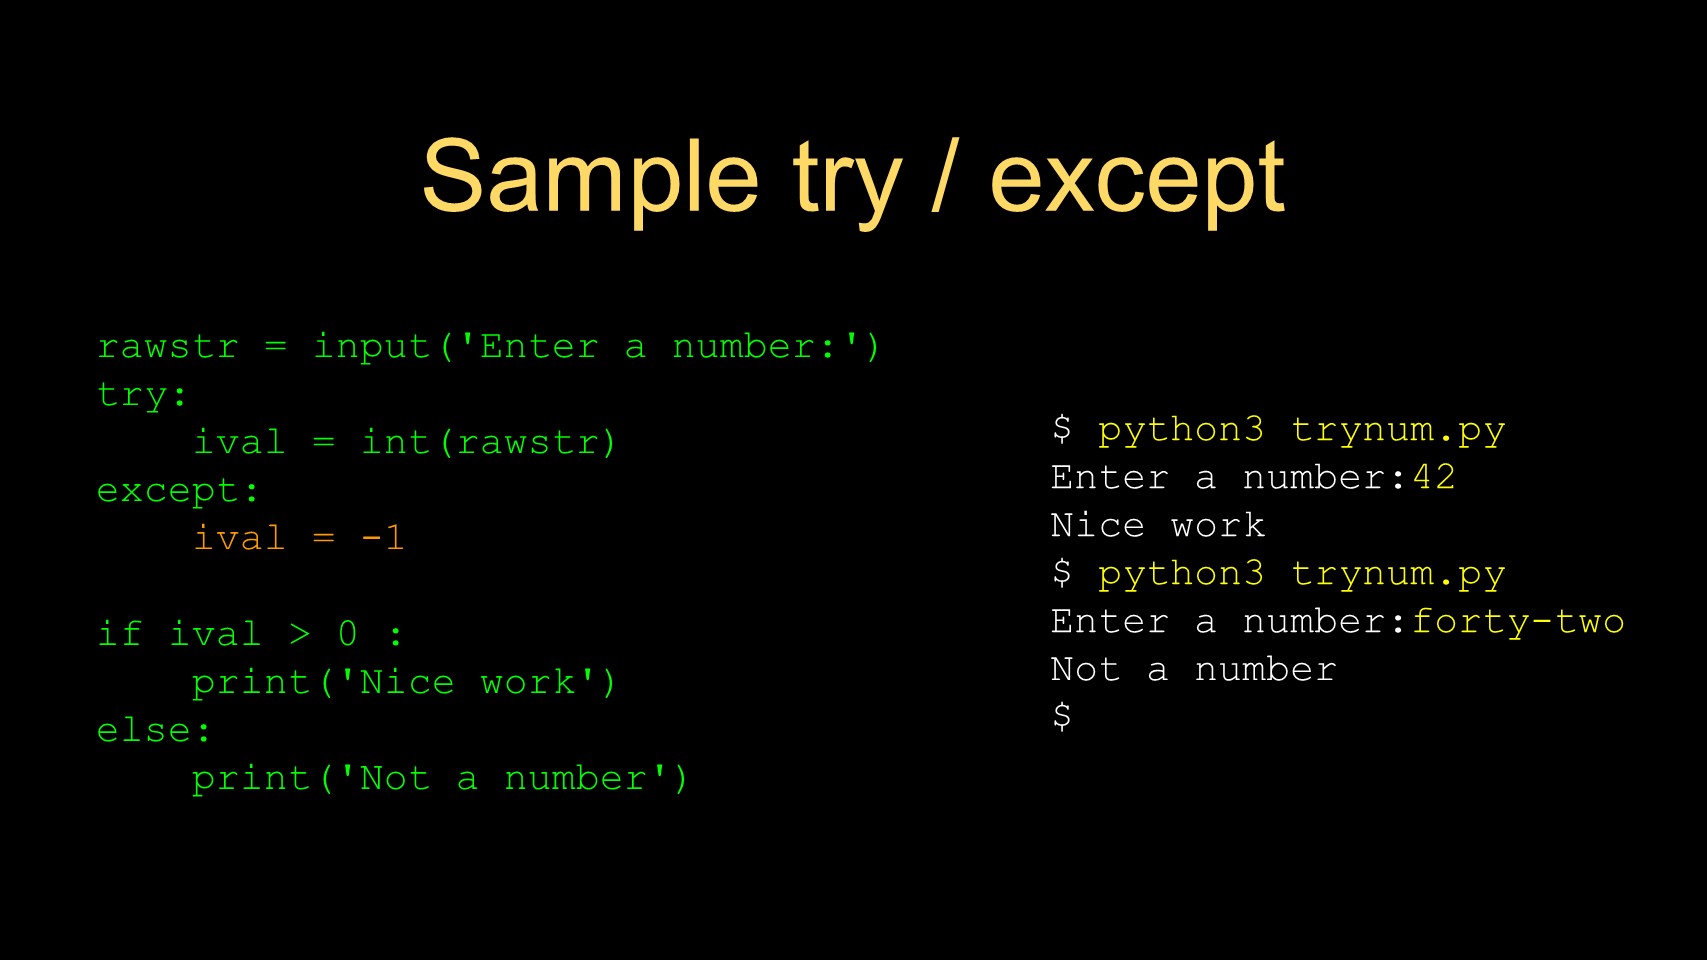 Sample try / except
rawstr = input('Enter a number:')
try:
    ival = int(rawstr)
except:
    ival = -1

if ival > 0 :
    print('Nice work')
else:
    print('Not a number')
$ python3 trynum.py
Enter a number:42
Nice work
$ python3 trynum.py
Enter a number:forty-two
Not a number
$